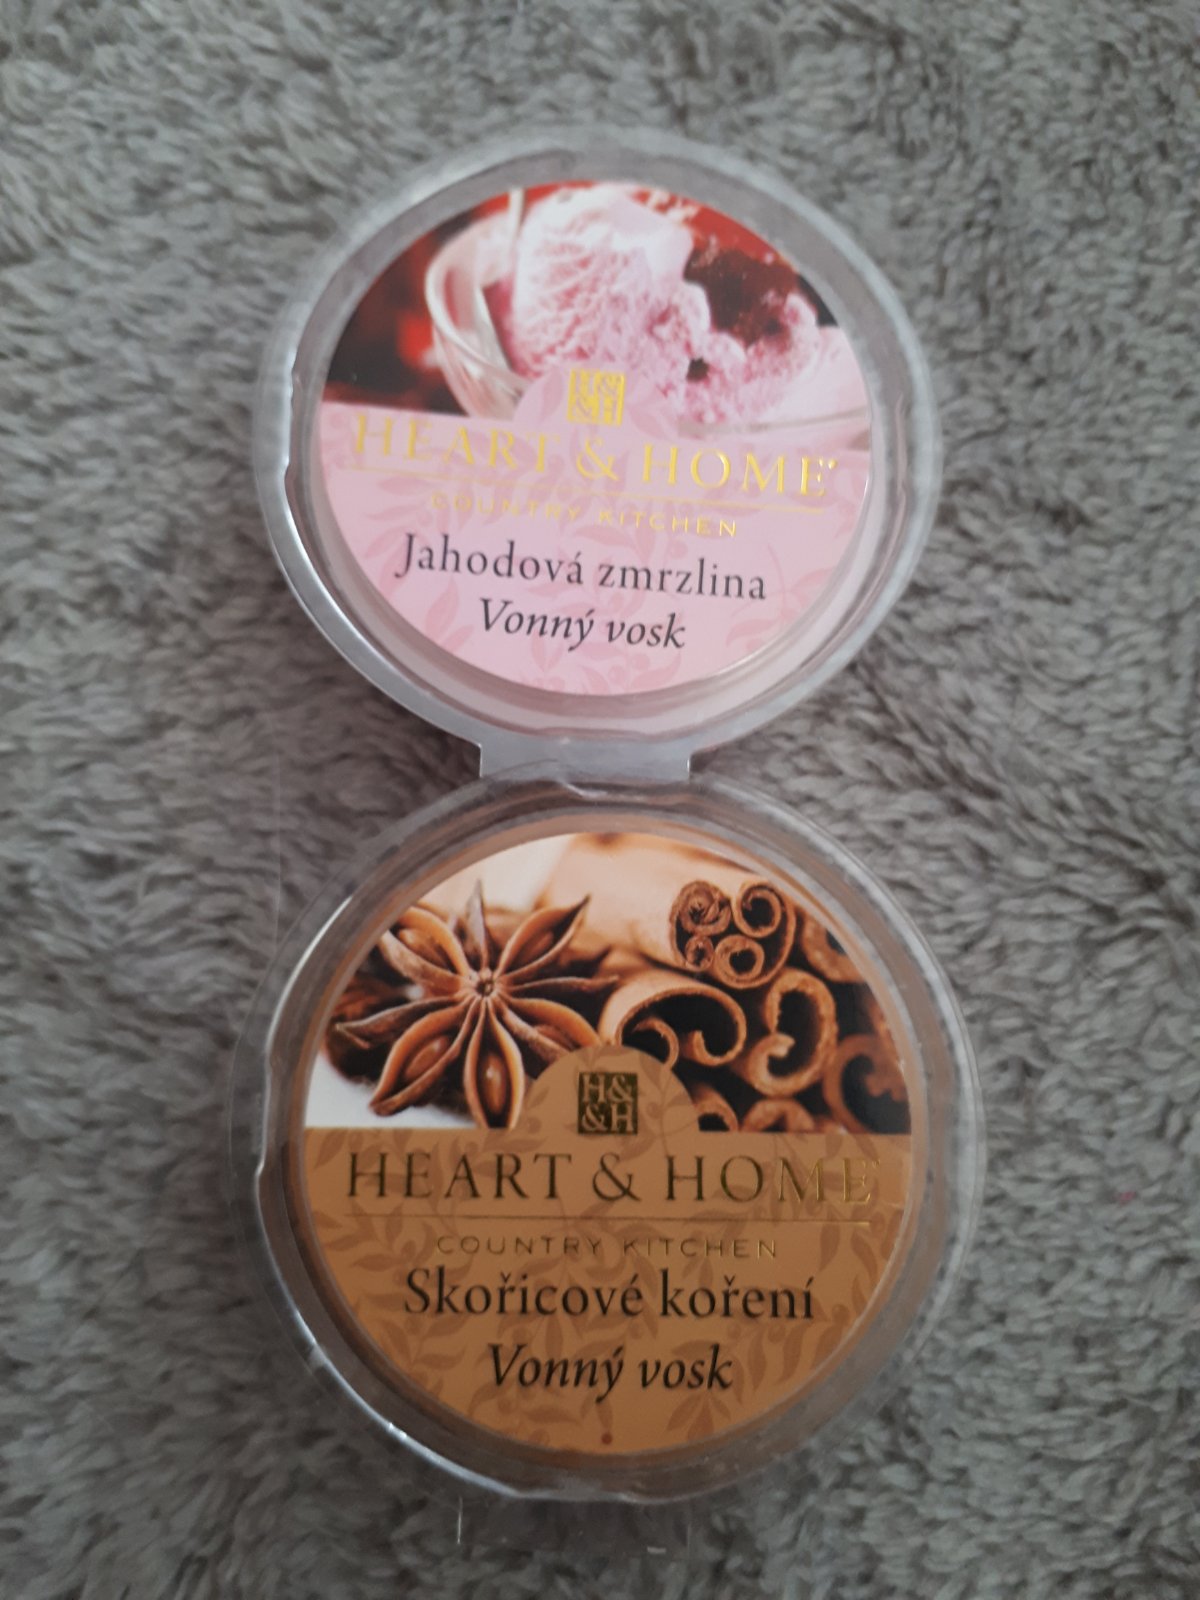 H&
&H
HEART & HOME
COUNTRY KITCHEN
Jahodová zmrzlina
Vonný vosk
H&
&H
HEART & HOME
COUNTRY KITCHEN
Skořicové koření
Vonný vosk